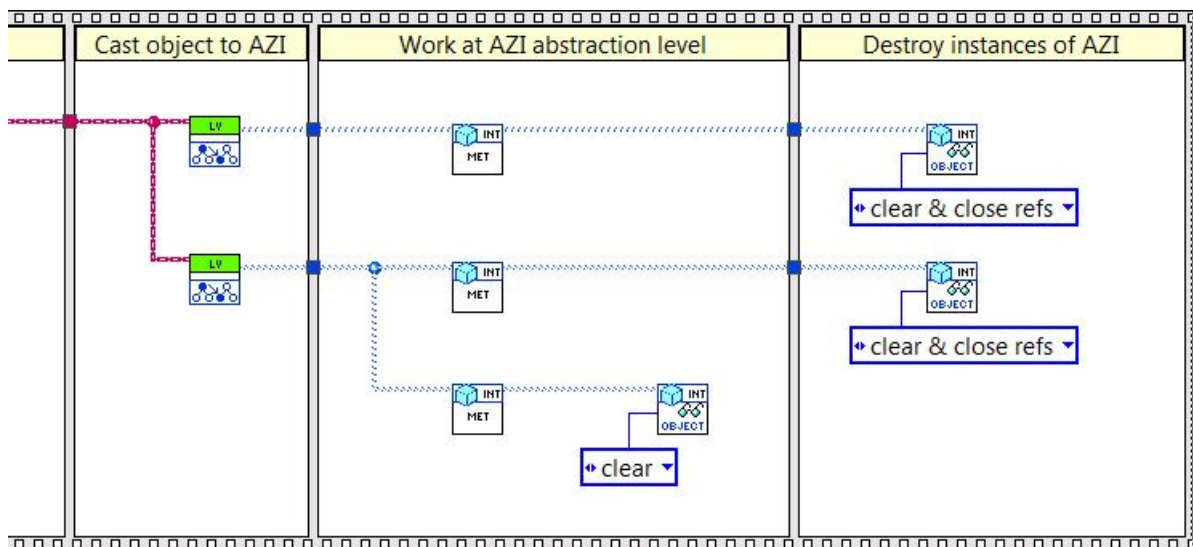 Cast object to AZI
Work at AZI abstraction level
Destroy instances of AZI
LV
INT
MET
INT
OBJECT
clear & close refs
LV
INT
MET
INT
OBJECT
clear & close refs
INT
MET
INT
OBJECT
clear